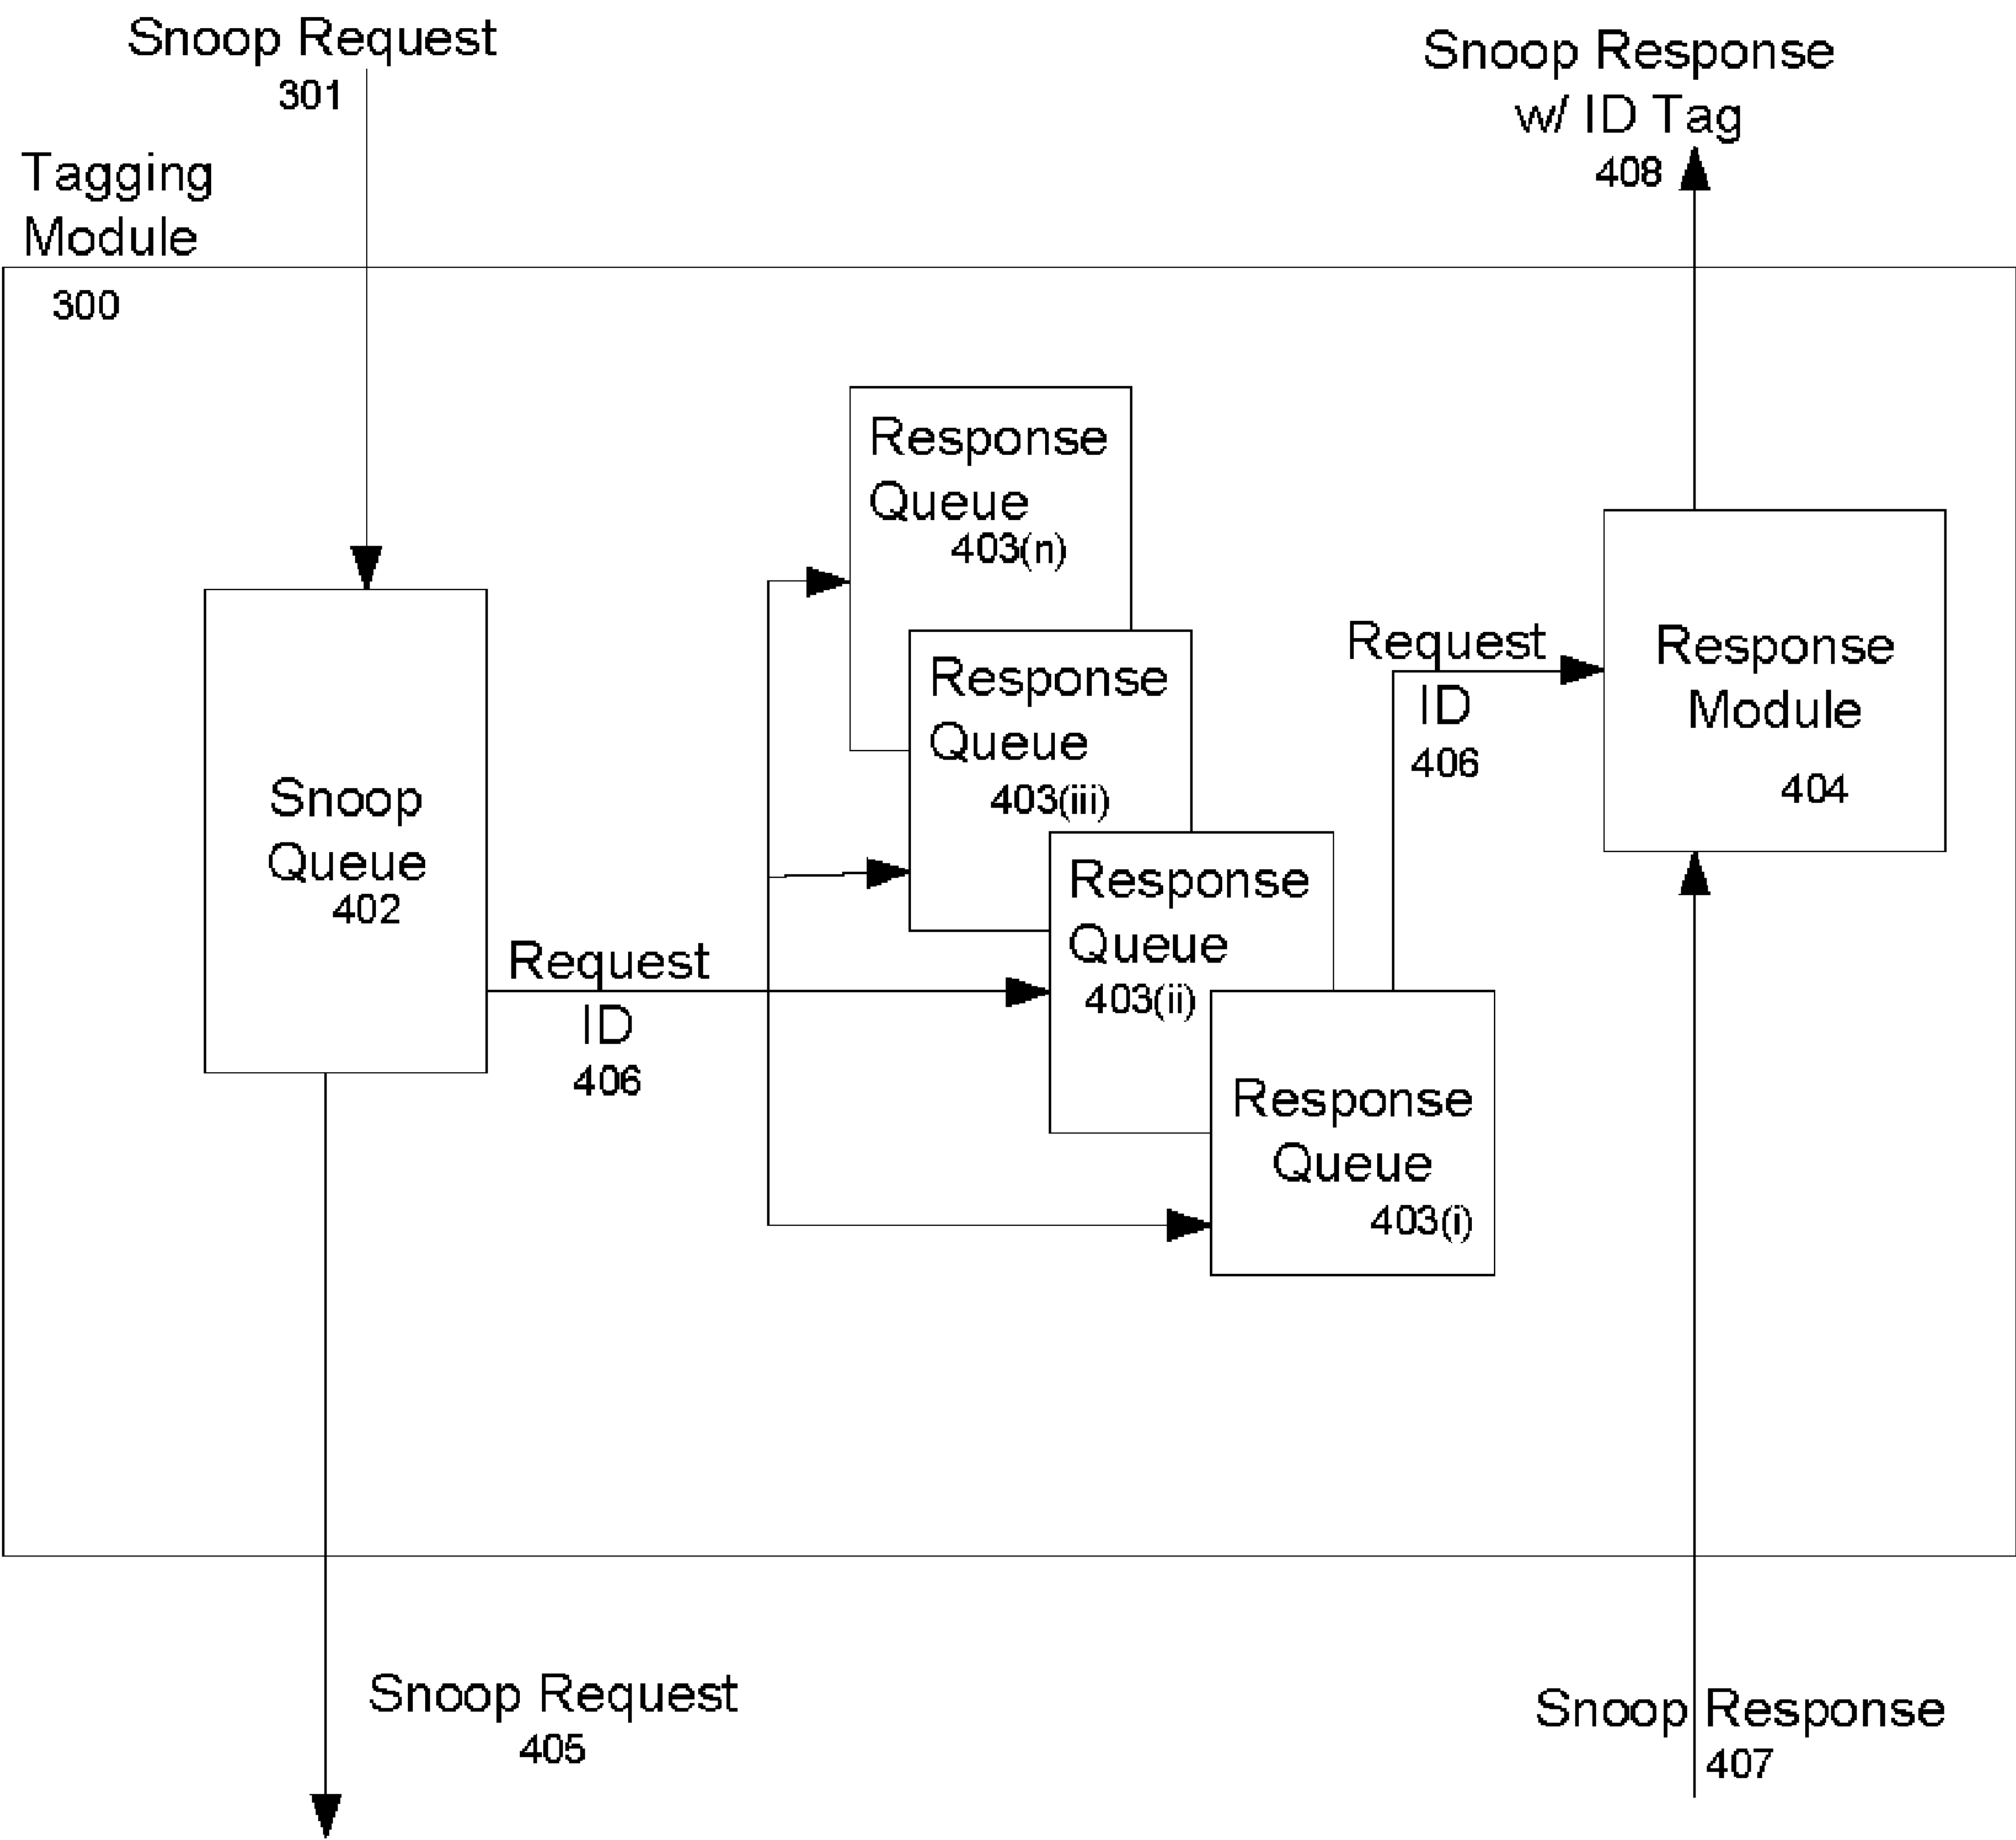 Snoop Request
301
Snoop Response
w/ ID Tag
408
Tagging
Module
300
Response
Queue
403(n)
Response
Queue
403(iii)
Response
Queue
403(ii)
Response
Queue
403(i)
Snoop
Queue
402
Request
ID
406
Request
ID
406
Response
Module
404
Snoop Request
405
Snoop Response
407